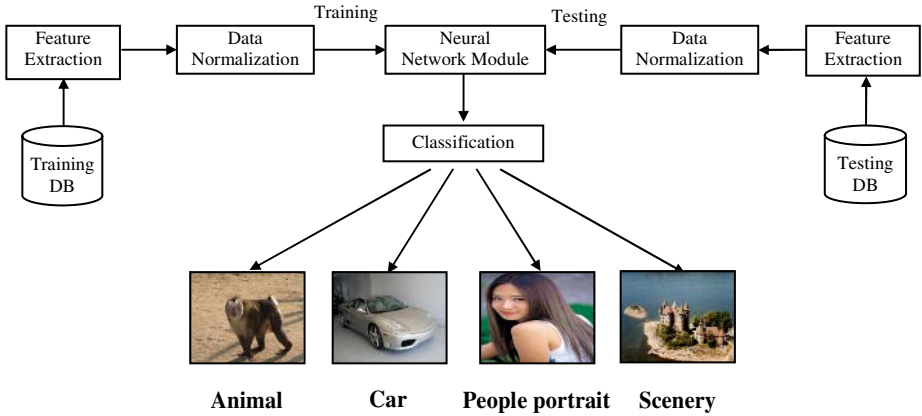 Training
Testing
Feature
Extraction
Data
Normalization
Neural
Network Module
Data
Normalization
Feature
Extraction
Training
DB
Classification
Testing
DB
Animal
Car
People portrait
Scenery